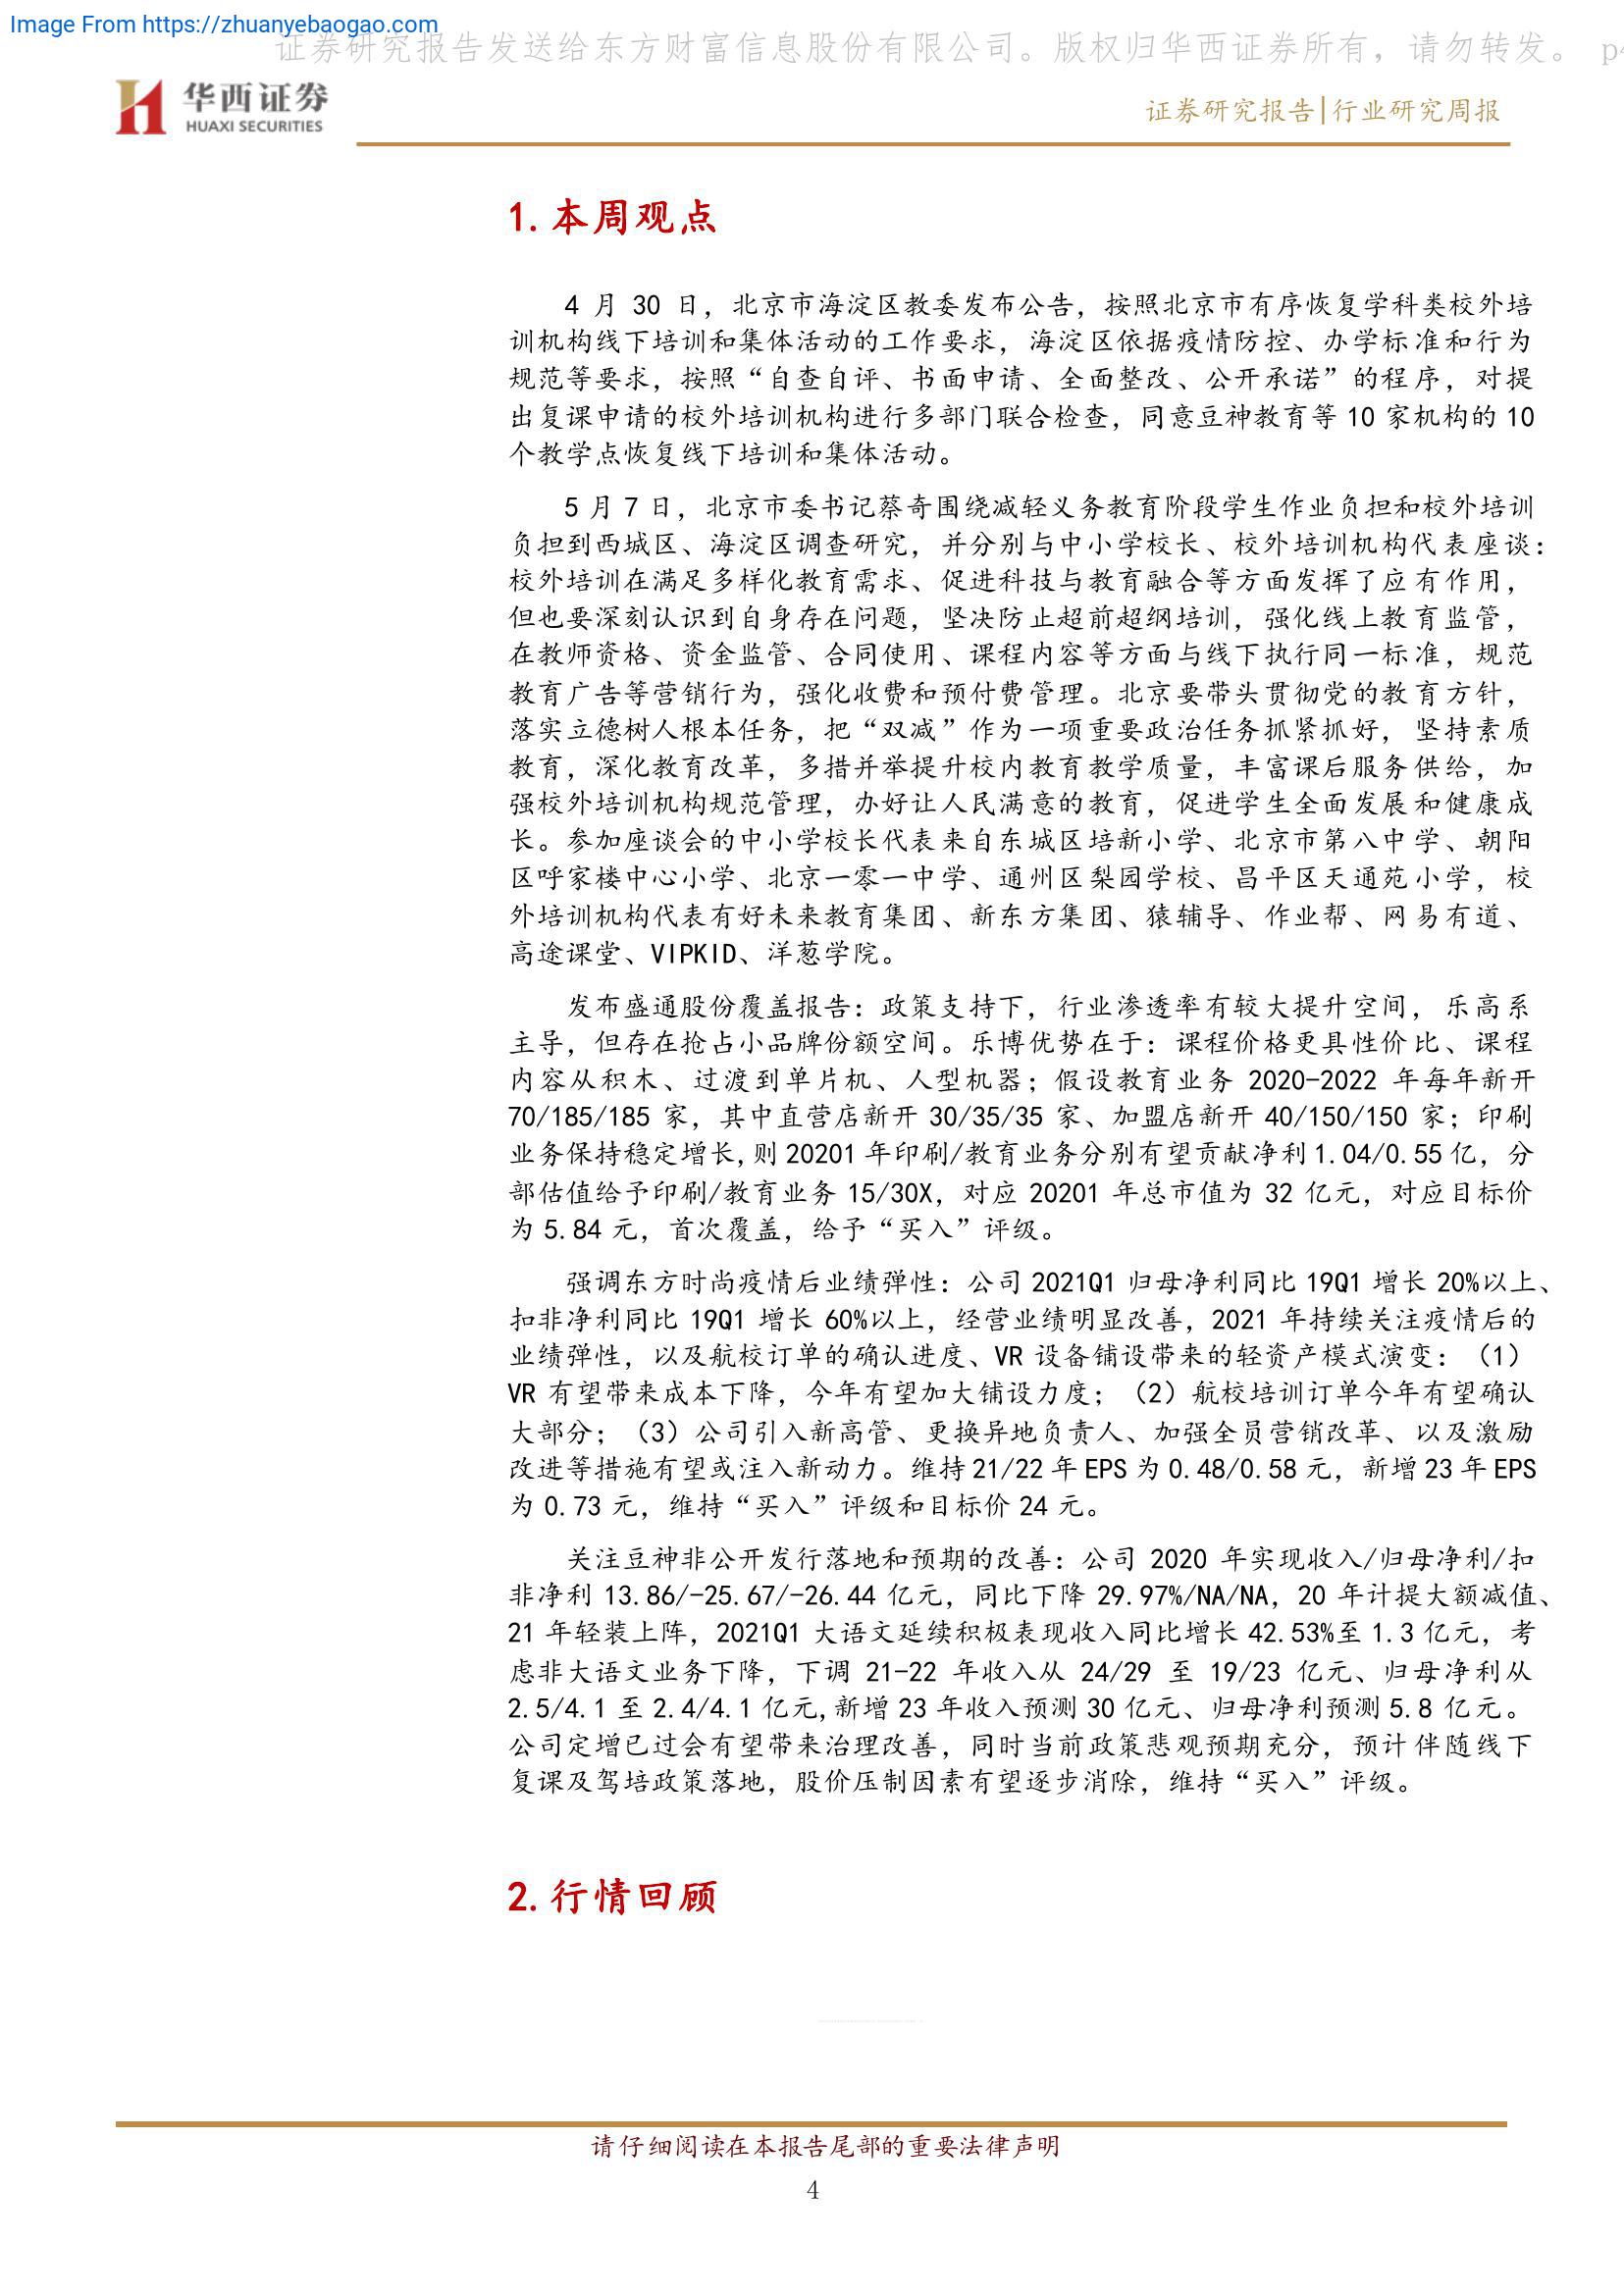 Image From https://zhuanyebaogao.com
证券研究报告发送给东方财富信息股份有限公司。版权归华西证券所有，请勿转发。 p4
华西证券
HUAXI SECURITIES
证券研究报告|行业研究周报
1.本周观点
4 月 30 日，北京市海淀区教委发布公告，按照北京市有序恢复学科类校外培
训机构线下培训和集体活动的工作要求，海淀区依据疫情防控、办学标准和行为
规范等要求，按照“自查自评、书面申请、全面整改、公开承诺”的程序，对提
出复课申请的校外培训机构进行多部门联合检查，同意豆神教育等 10 家机构的 10
个教学点恢复线下培训和集体活动。
5 月 7 日，北京市委书记蔡奇围绕减轻义务教育阶段学生作业负担和校外培训
负担到西城区、海淀区调查研究，并分别与中小学校长、校外培训机构代表座谈：
校外培训在满足多样化教育需求、促进科技与教育融合等方面发挥了应有作用，
但也要深刻认识到自身存在问题，坚决防止超前超纲培训，强化线上教育监管，
在教师资格、资金监管、合同使用、课程内容等方面与线下执行同一标准，规范
教育广告等营销行为，强化收费和预付费管理。北京要带头贯彻党的教育方针，
落实立德树人根本任务，把“双减”作为一项重要政治任务抓紧抓好，坚持素质
教育，深化教育改革，多措并举提升校内教育教学质量，丰富课后服务供给，加
强校外培训机构规范管理，办好让人民满意的教育，促进学生全面发展和健康成
长。参加座谈会的中小学校长代表来自东城区培新小学、北京市第八中学、朝阳
区呼家楼中心小学、北京一零一中学、通州区梨园学校、昌平区天通苑小学，校
外培训机构代表有好未来教育集团、新东方集团、猿辅导、作业帮、网易有道、
高途课堂、VIPKID、洋葱学院。
发布盛通股份覆盖报告：政策支持下，行业渗透率有较大提升空间，乐高系
主导，但存在抢占小品牌份额空间。乐博优势在于：课程价格更具性价比、课程
内容从积木、过渡到单片机、人型机器；假设教育业务 2020-2022 年每年新开
70/185/185 家，其中直营店新开 30/35/35 家、加盟店新开 40/150/150 家；印刷
业务保持稳定增长,则 20201 年印刷/教育业务分别有望贡献净利 1.04/0.55 亿，分
部估值给予印刷/教育业务 15/30X，对应 20201 年总市值为 32 亿元，对应目标价
为 5.84 元，首次覆盖，给予“买入”评级。
强调东方时尚疫情后业绩弹性：公司 2021Q1 归母净利同比 19Q1 增长 20%以上、
扣非净利同比 19Q1 增长 60%以上，经营业绩明显改善，2021 年持续关注疫情后的
业绩弹性，以及航校订单的确认进度、VR 设备铺设带来的轻资产模式演变：（1）
VR 有望带来成本下降，今年有望加大铺设力度；（2）航校培训订单今年有望确认
大部分；（3）公司引入新高管、更换异地负责人、加强全员营销改革、以及激励
改进等措施有望或注入新动力。维持 21/22 年 EPS 为 0.48/0.58 元，新增 23 年 EPS
为 0.73 元，维持“买入”评级和目标价 24 元。
关注豆神非公开发行落地和预期的改善：公司 2020 年实现收入/归母净利/扣
非净利 13.86/-25.67/-26.44 亿元，同比下降 29.97%/NA/NA，20 年计提大额减值、
21 年轻装上阵，2021Q1 大语文延续积极表现收入同比增长 42.53%至 1.3 亿元，考
虑非大语文业务下降，下调 21-22 年收入从 24/29 至 19/23 亿元、归母净利从
2.5/4.1 至 2.4/4.1 亿元,新增 23 年收入预测 30 亿元、归母净利预测 5.8 亿元。
公司定增已过会有望带来治理改善，同时当前政策悲观预期充分，预计伴随线下
复课及驾培政策落地，股价压制因素有望逐步消除，维持“买入”评级。
2.行情回顾
请仔细阅读在本报告尾部的重要法律声明
4